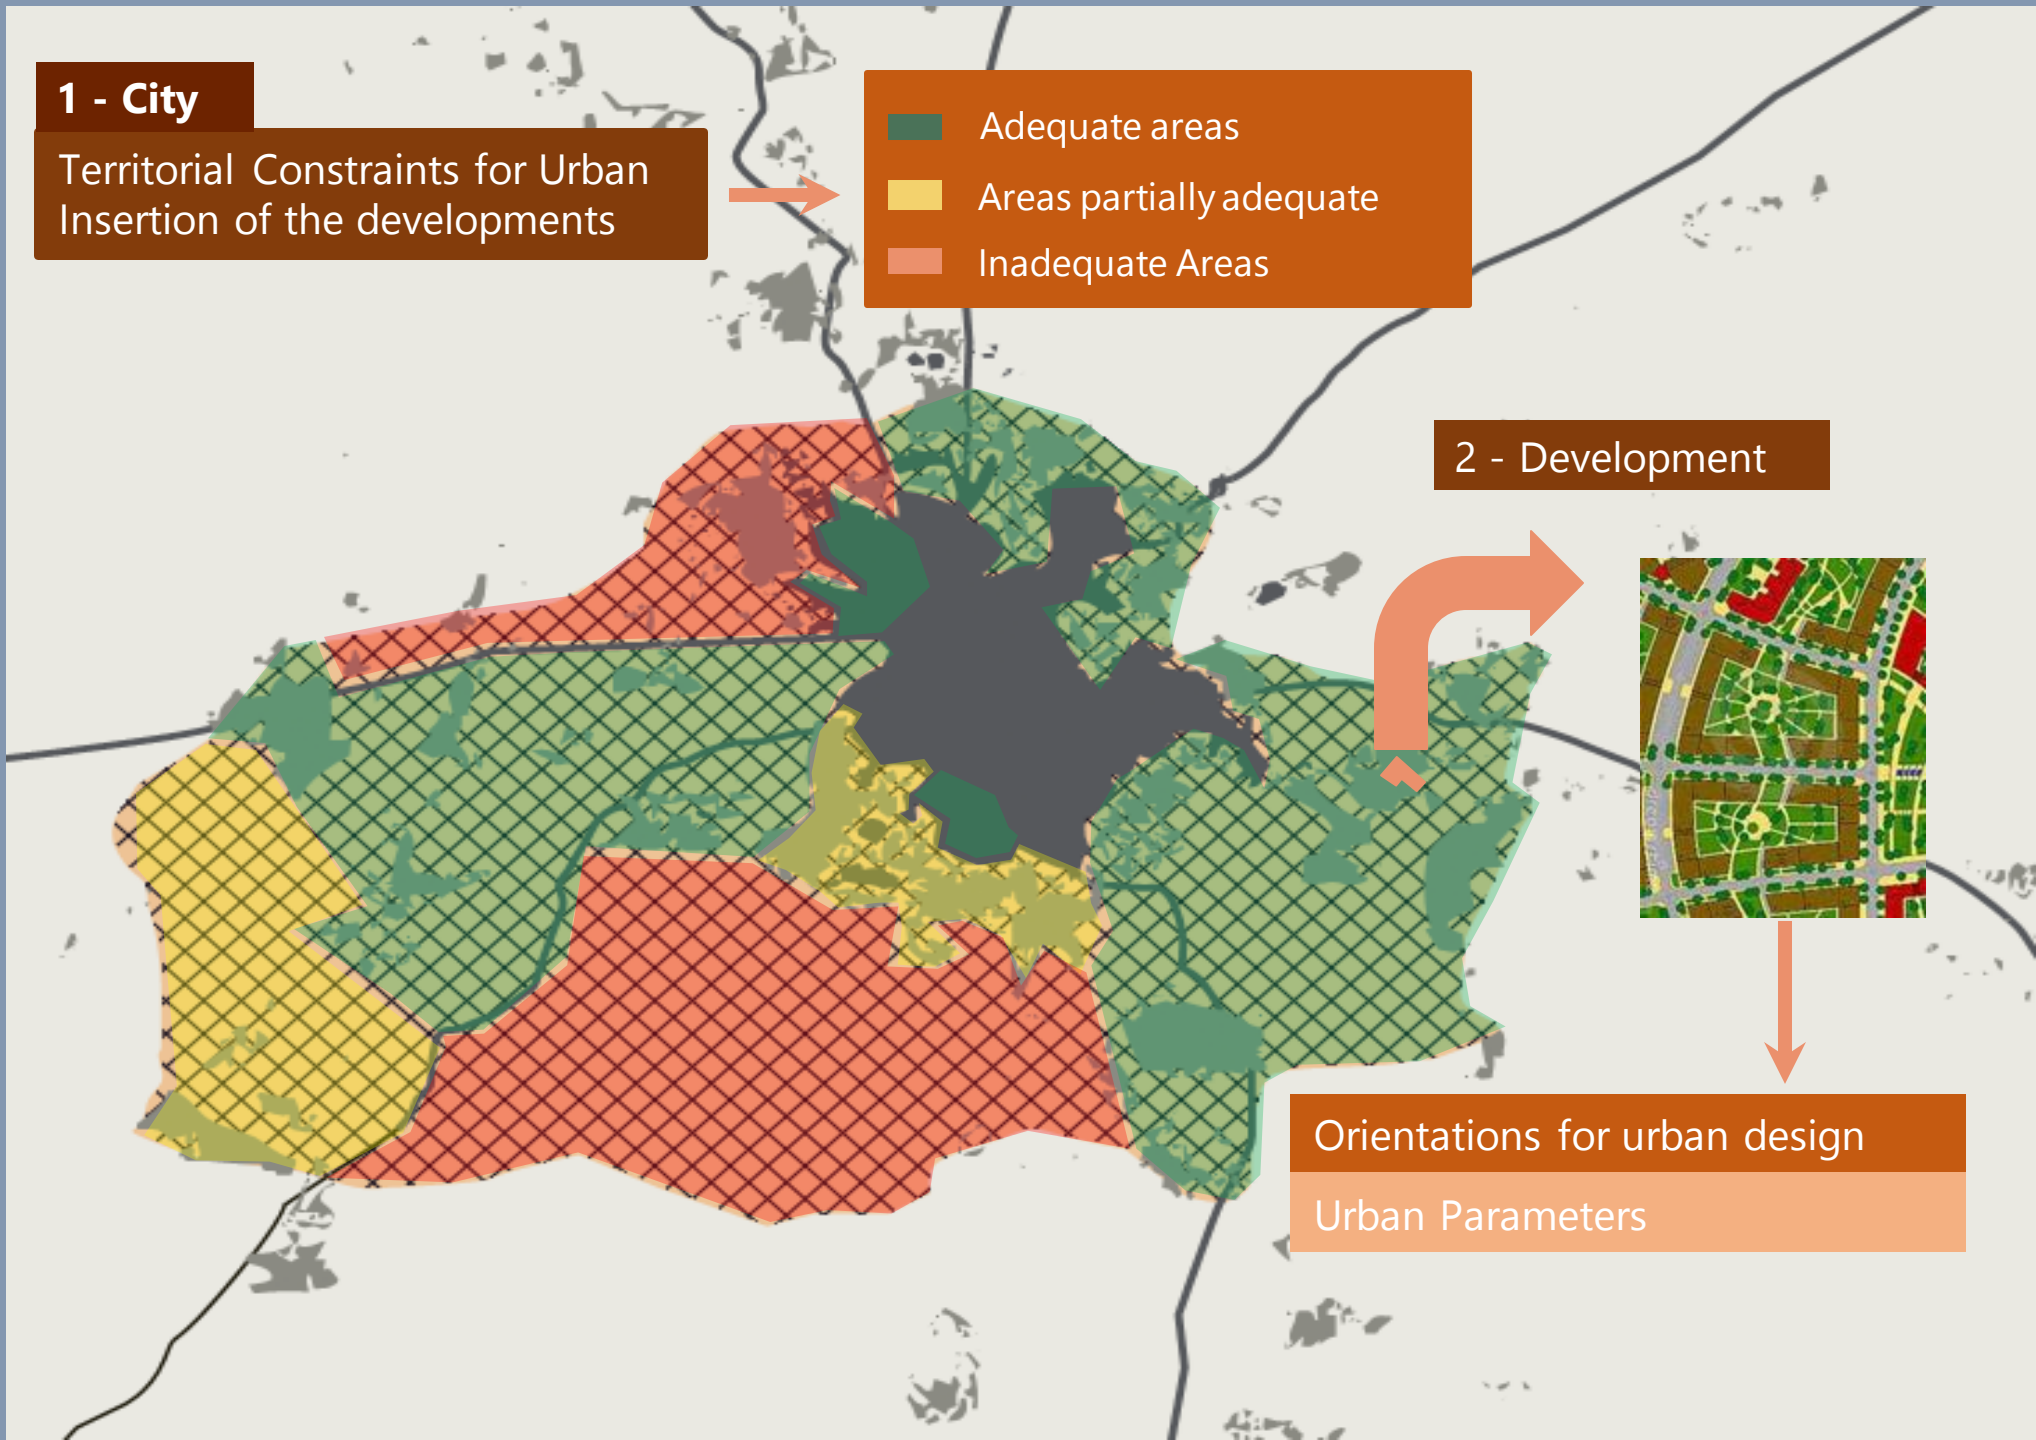 1 - City
Territorial Constraints for Urban
Insertion of the developments
Adequate areas
Areas partially adequate
Inadequate Areas
2 - Development
Orientations for urban design
Urban Parameters